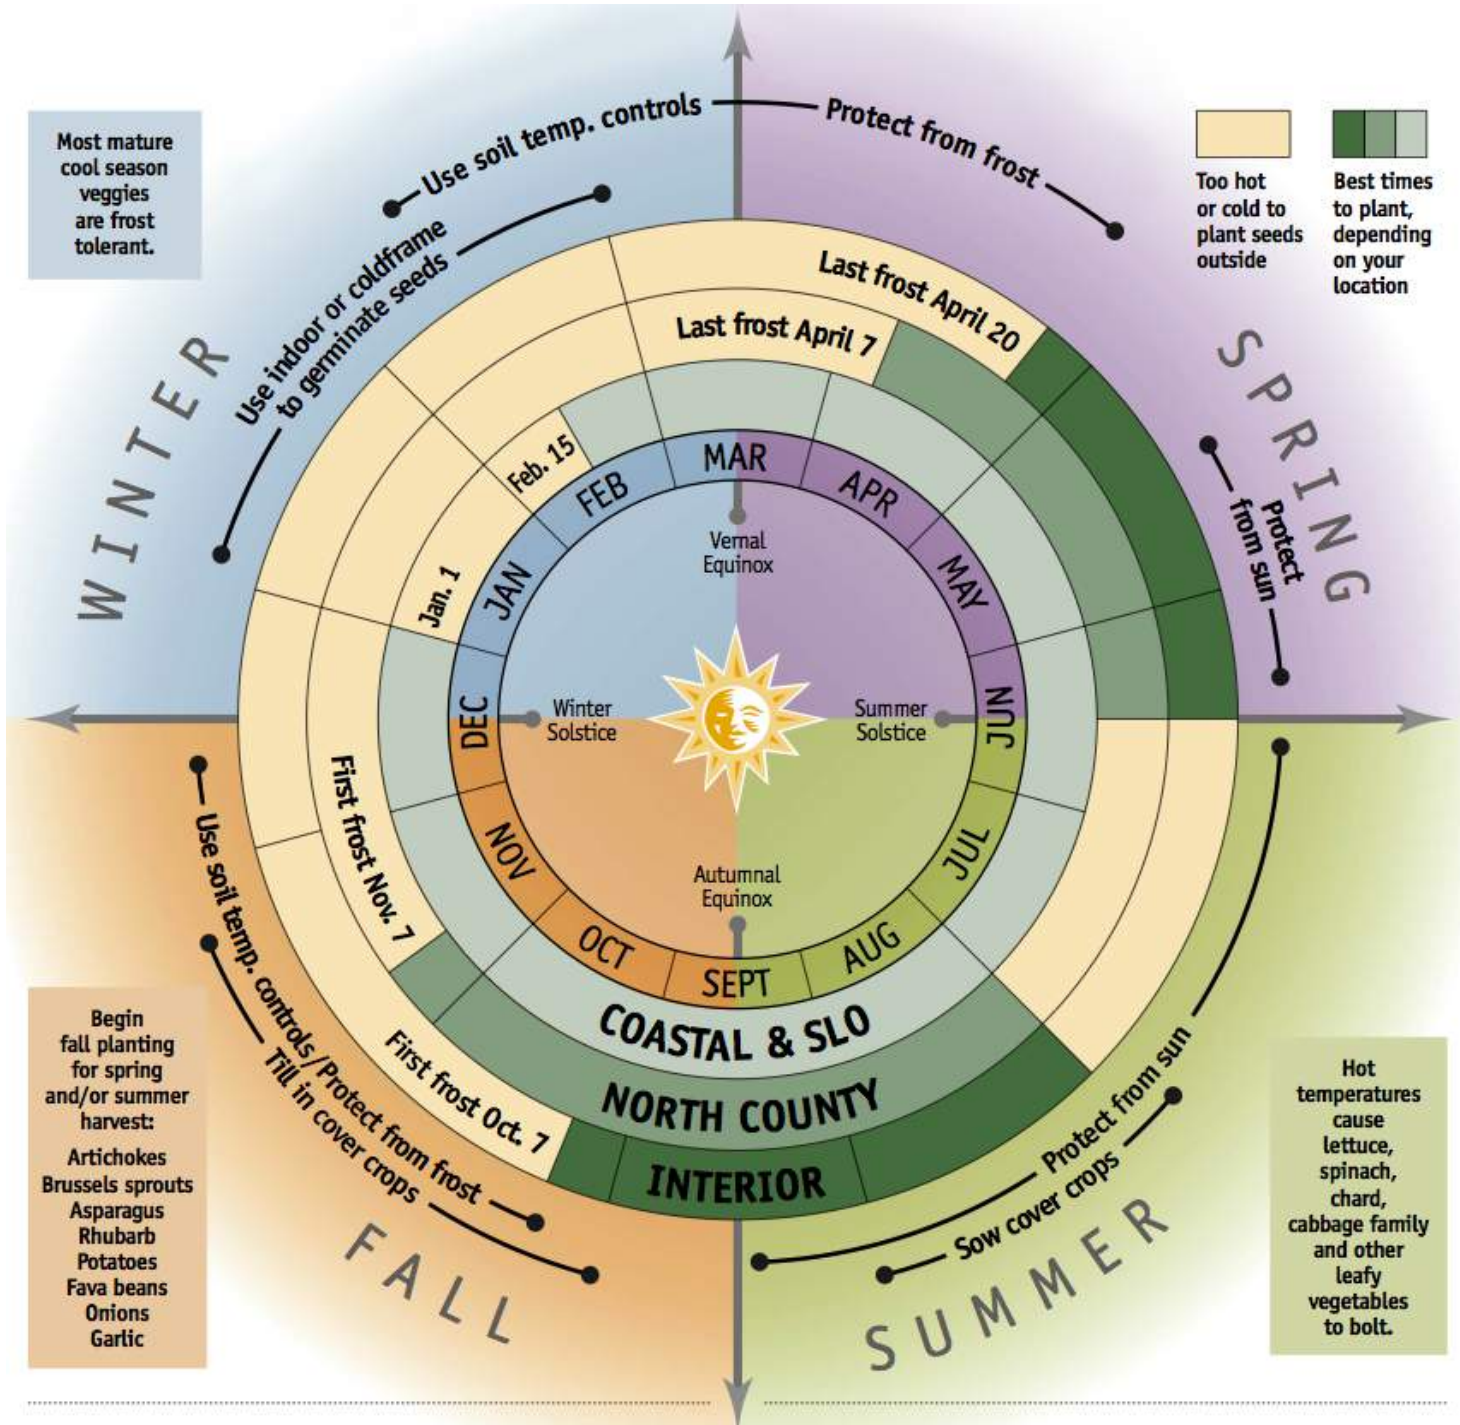 Most mature
cool season
veggies
are frost
tolerant.
Use soil temp. controls
Protect from frost
Too hot
or cold to
plant seeds
outside
Best times
to plant,
depending
on your
location
Use indoor or coldframe
to germinate seeds
WINTER
SPRING
Last frost April 20
Last frost April 7
Feb. 15
Jan. 1
Protect
from sun
JAN
FEB
MAR
APR
MAY
JUN
JUL
AUG
SEPT
OCT
NOV
DEC
Vernal
Equinox
Winter
Solstice
Summer
Solstice
Autumnal
Equinox
First frost Nov. 7
First frost Oct. 7
COASTAL & SLO
NORTH COUNTY
INTERIOR
Use soil temp. controls/Protect from frost
Till in cover crops
Protect from sun
Sow cover crops
FALL
SUMMER
Begin
fall planting
for spring
and/or summer
harvest:
Artichokes
Brussels sprouts
Asparagus
Rhubarb
Potatoes
Fava beans
Onions
Garlic
Hot
temperatures
cause
lettuce,
spinach,
chard,
cabbage family
and other
leafy
vegetables
to bolt.